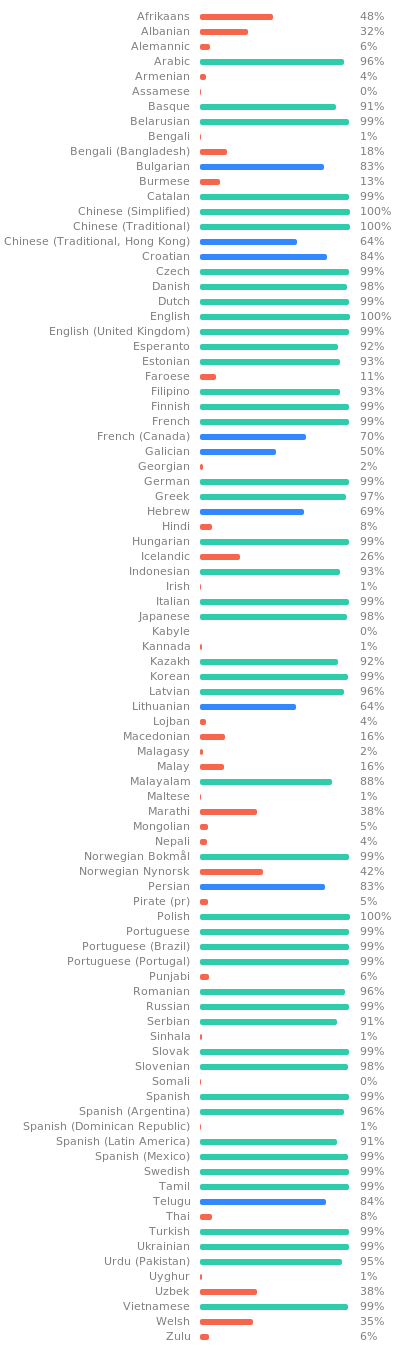 Afrikaans 48%
Albanian 32%
Alemannic 6%
Arabic 96%
Armenian 4%
Assamese 0%
Basque 91%
Belarusian 99%
Bengali 1%
Bengali (Bangladesh) 18%
Bulgarian 83%
Burmese 13%
Catalan 99%
Chinese (Simplified) 100%
Chinese (Traditional) 100%
Chinese (Traditional, Hong Kong) 64%
Croatian 84%
Czech 99%
Danish 98%
Dutch 99%
English 100%
English (United Kingdom) 99%
Esperanto 92%
Estonian 93%
Faroese 11%
Filipino 93%
Finnish 99%
French 99%
French (Canada) 70%
Galician 50%
Georgian 2%
German 99%
Greek 97%
Hebrew 69%
Hindi 8%
Hungarian 99%
Icelandic 26%
Indonesian 93%
Irish 1%
Italian 99%
Japanese 98%
Kabyle 0%
Kannada 1%
Kazakh 92%
Korean 99%
Latvian 96%
Lithuanian 64%
Lojban 4%
Macedonian 16%
Malagasy 2%
Malay 16%
Malayalam 88%
Maltese 1%
Marathi 38%
Mongolian 5%
Nepali 4%
Norwegian Bokmål 99%
Norwegian Nynorsk 42%
Persian 83%
Pirate (pr) 5%
Polish 100%
Portuguese 99%
Portuguese (Brazil) 99%
Portuguese (Portugal) 99%
Punjabi 6%
Romanian 96%
Russian 99%
Serbian 91%
Sinhala 1%
Slovak 99%
Slovenian 98%
Somali 0%
Spanish 99%
Spanish (Argentina) 96%
Spanish (Dominican Republic) 1%
Spanish (Latin America) 91%
Spanish (Mexico) 99%
Swedish 99%
Tamil 99%
Telugu 84%
Thai 8%
Turkish 99%
Ukrainian 99%
Urdu (Pakistan) 95%
Uyghur 1%
Uzbek 38%
Vietnamese 99%
Welsh 35%
Zulu 6%